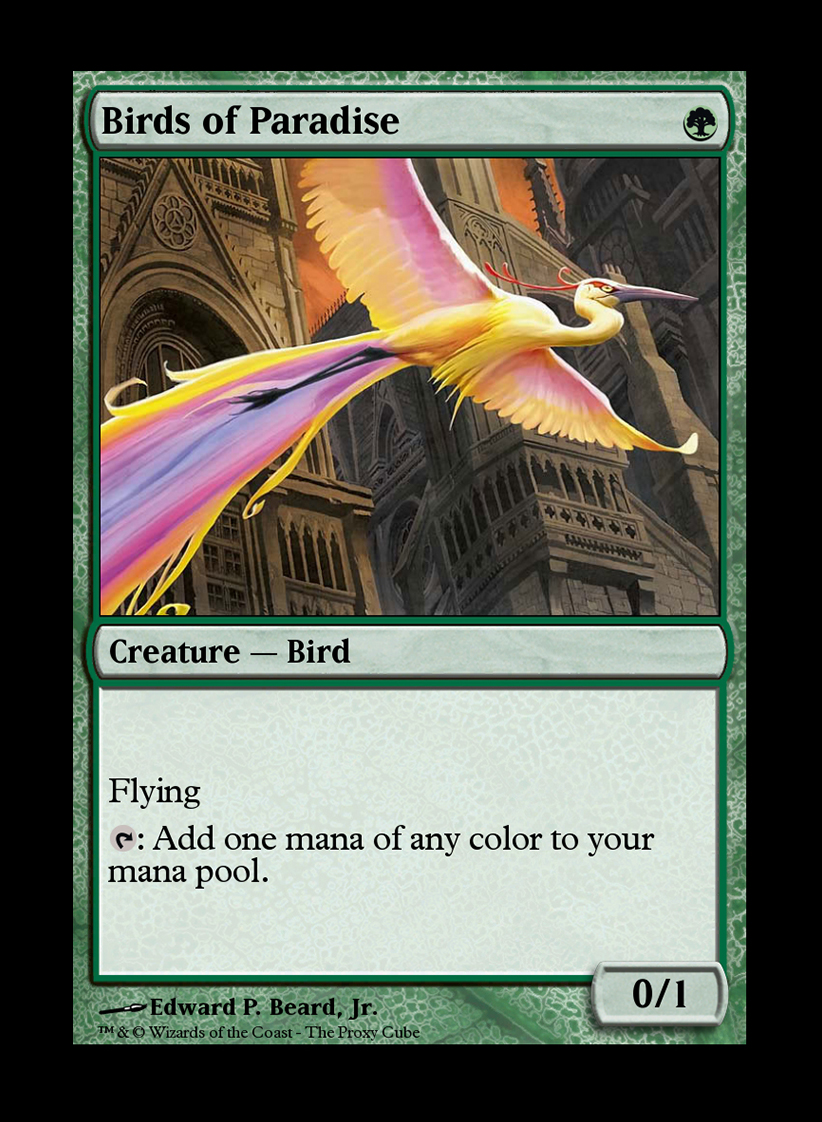 Birds of Paradise
Creature — Bird
Flying
: Add one mana of any color to your
mana pool.
0/1
Edward P. Beard, Jr.
™ & © Wizards of the Coast - The Proxy Cube